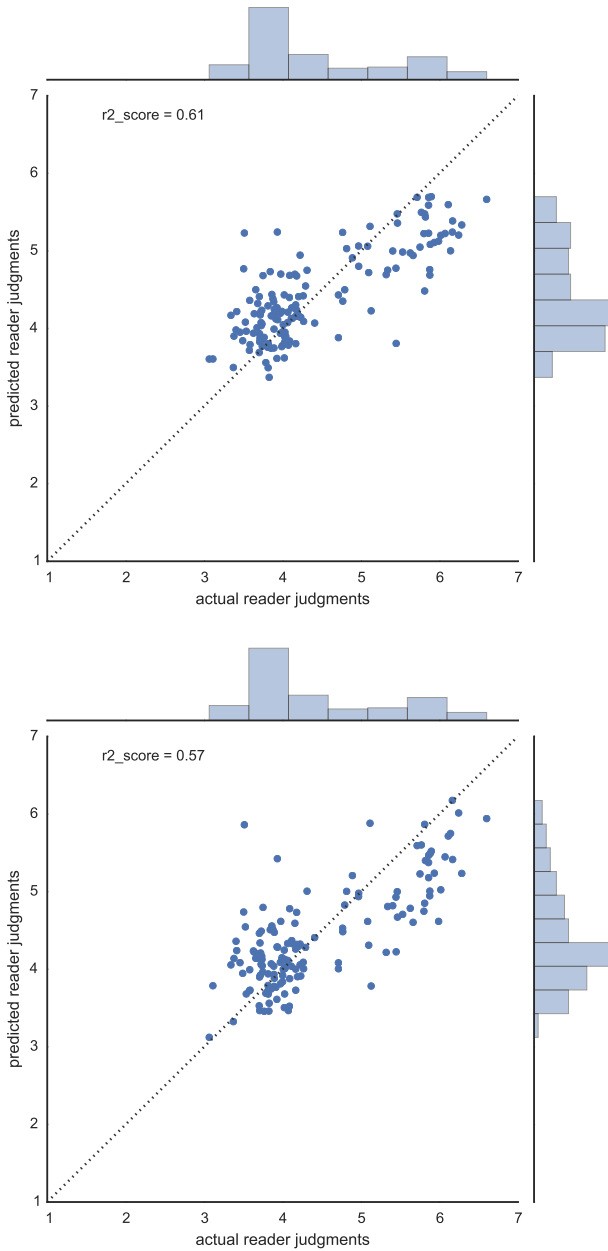 7
r2_score = 0.61
6
5
4
3
2
1
predicted reader judgments
1 2 3 4 5 6 7
actual reader judgments
7
r2_score = 0.57
6
5
4
3
2
1
predicted reader judgments
1 2 3 4 5 6 7
actual reader judgments